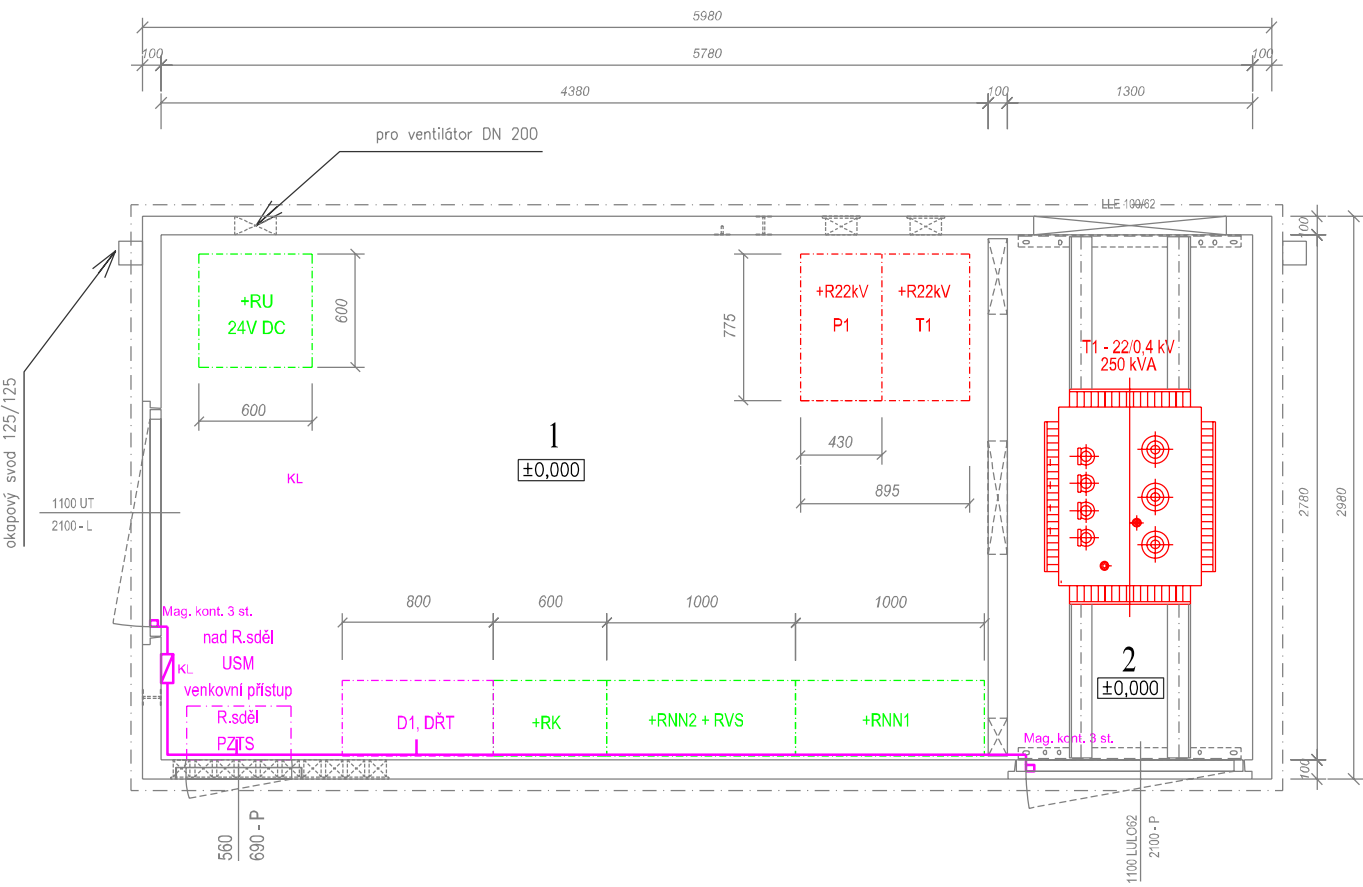 5980
100
5780
100
4380
100
1300
pro ventilátor DN 200
LLE 100/62
100
+RU
24V DC
600
600
775
+R22kV
P1
+R22kV
T1
430
895
T1 - 22/0,4 kV
250 kVA
okapový svod 125/125
1
±0,000
KL
1100 UT
2100 - L
2780
2980
Mag. kont. 3 st.
nad R.sděl
USM
venkovní přístup
KL
R.sděl
PZTS
800
600
1000
1000
D1, DŘT
+RK
+RNN2 + RVS
+RNN1
2
±0,000
Mag. kont. 3 st.
100
560
690 - P
1100 LULO62
2100 - P